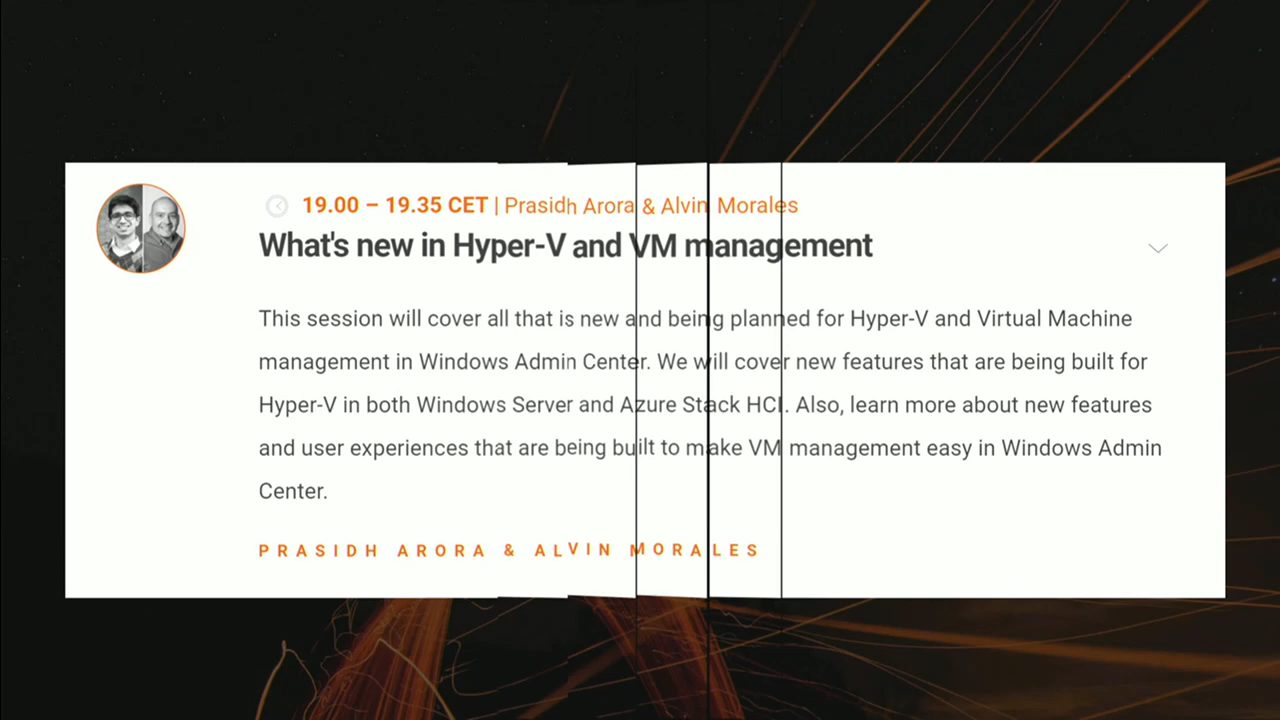 19.00 – 19.35 CET | Prasidh Arora & Alvin Morales
What's new in Hyper-V and VM management
This session will cover all that is new and being planned for Hyper-V and Virtual Machine
management in Windows Admin Center. We will cover new features that are being built for
Hyper-V in both Windows Server and Azure Stack HCI. Also, learn more about new features
and user experiences that are being built to make VM management easy in Windows Admin
Center.
PRASIDH ARORA & ALVIN MORALES